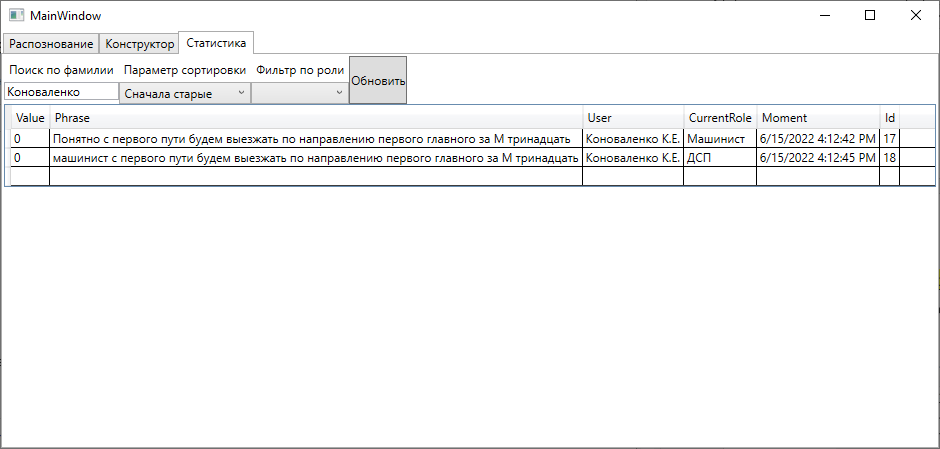 MainWindow
Распознование Конструктор Статистика
Поиск по фамилии Параметр сортировки Фильтр по роли Обновить
Коноваленко Сначала старые
Value Phrase User CurrentRole Moment Id
0 Понятно с первого пути будем выезжать по направлению первого главного за М тринадцать Коноваленко К.Е. Машинист 6/15/2022 4:12:42 PM 17
0 машинист с первого пути будем выезжать по направлению первого главного за М тринадцать Коноваленко К.Е. ДСП 6/15/2022 4:12:45 PM 18